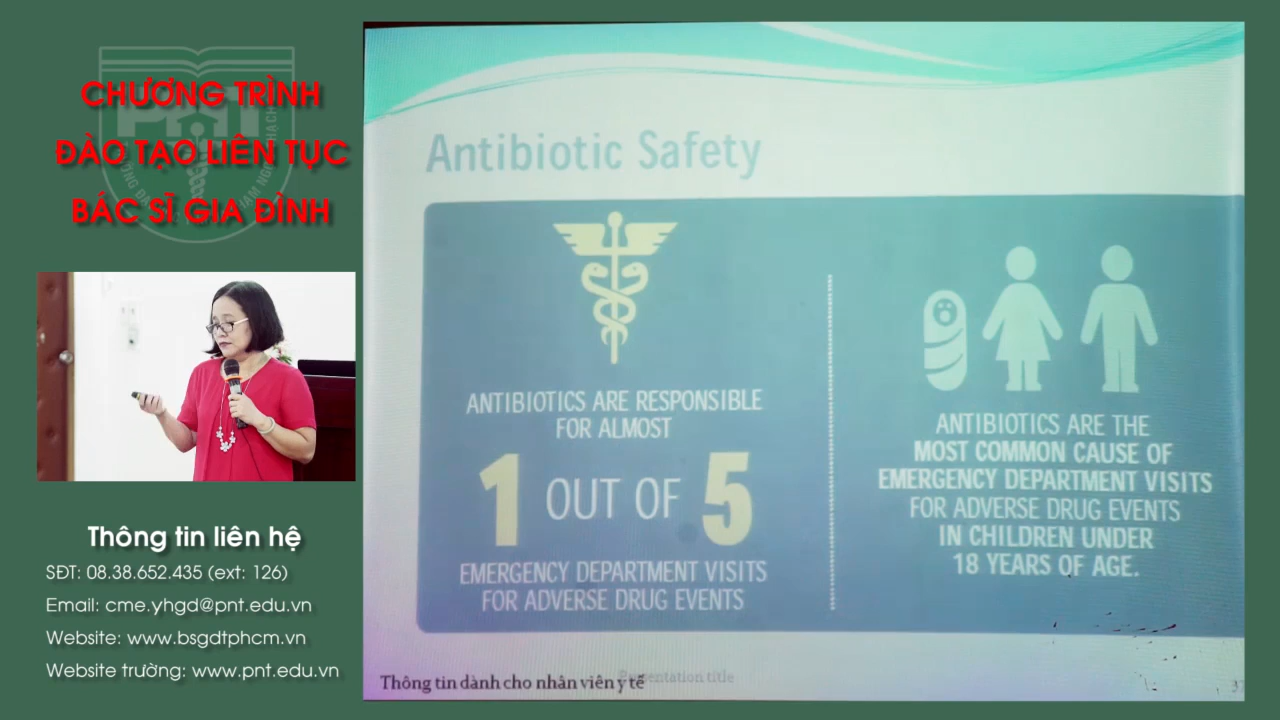 CHƯƠNG TRÌNH
ĐÀO TẠO LIÊN TỤC
BÁC SĨ GIA ĐÌNH
Thông tin liên hệ
SĐT: 08.38.652.435 (ext: 126)
Email: cme.yhgd@pnt.edu.vn
Website: www.bsgdtphcm.vn
Website trường: www.pnt.edu.vn
Antibiotic Safety
ANTIBIOTICS ARE RESPONSIBLE
FOR ALMOST
1 OUT OF 5
EMERGENCY DEPARTMENT VISITS
FOR ADVERSE DRUG EVENTS
ANTIBIOTICS ARE THE
MOST COMMON CAUSE OF
EMERGENCY DEPARTMENT VISITS
FOR ADVERSE DRUG EVENTS
IN CHILDREN UNDER
18 YEARS OF AGE.
Thông tin dành cho nhân viên y tế
title